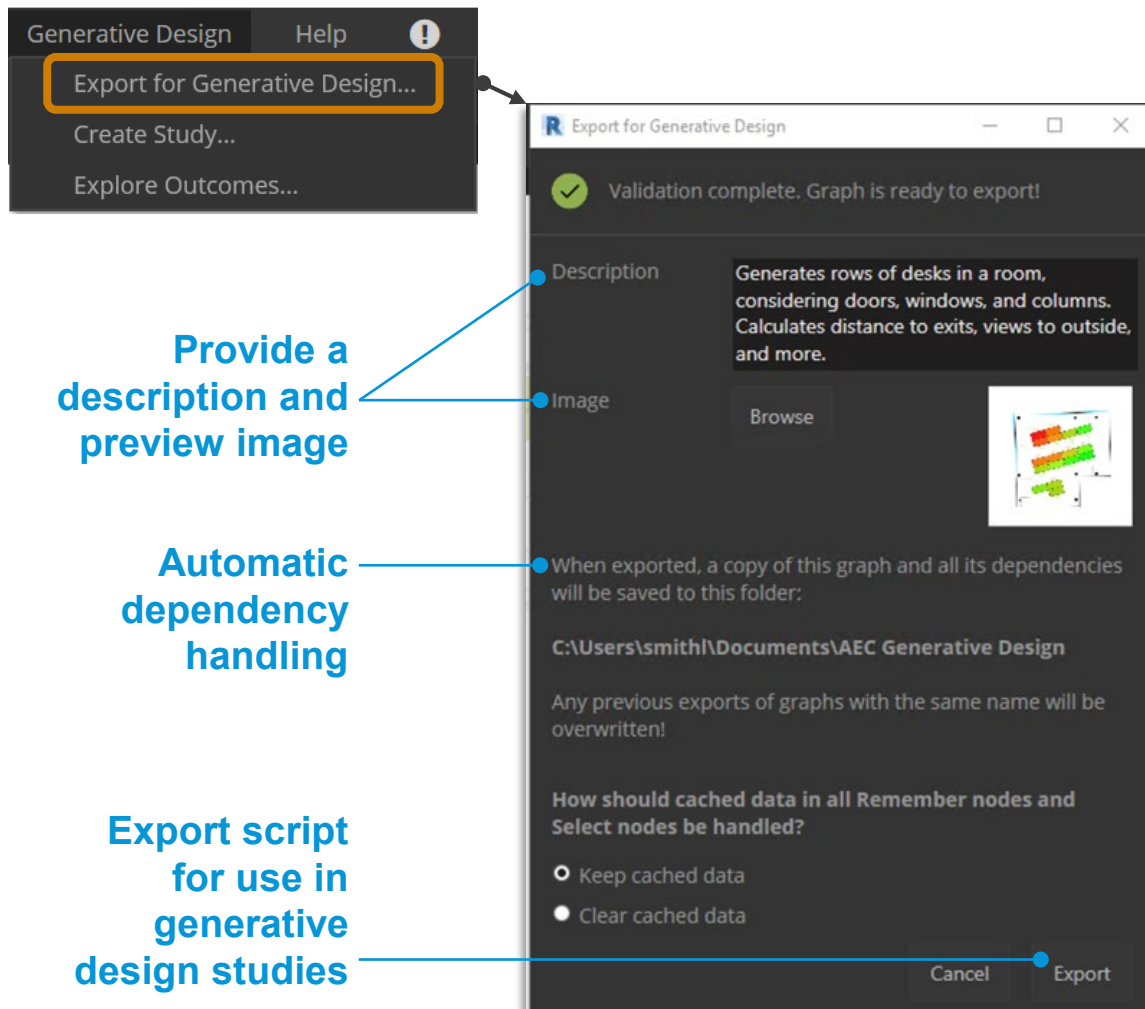 Generative Design Help !
Export for Generative Design...
Create Study...
Explore Outcomes...
R Export for Generative Design
Validation complete. Graph is ready to export!
Description
Generates rows of desks in a room,
considering doors, windows, and columns.
Calculates distance to exits, views to outside,
and more.
Provide a
description and
preview image
Image
Browse
Automatic
dependency
handling
When exported, a copy of this graph and all its dependencies
will be saved to this folder:
C:\Users\smithl\Documents\AEC Generative Design
Any previous exports of graphs with the same name will be
overwritten!
How should cached data in all Remember nodes and
Select nodes be handled?
Keep cached data
Clear cached data
Export script
for use in
generative
design studies
Cancel Export